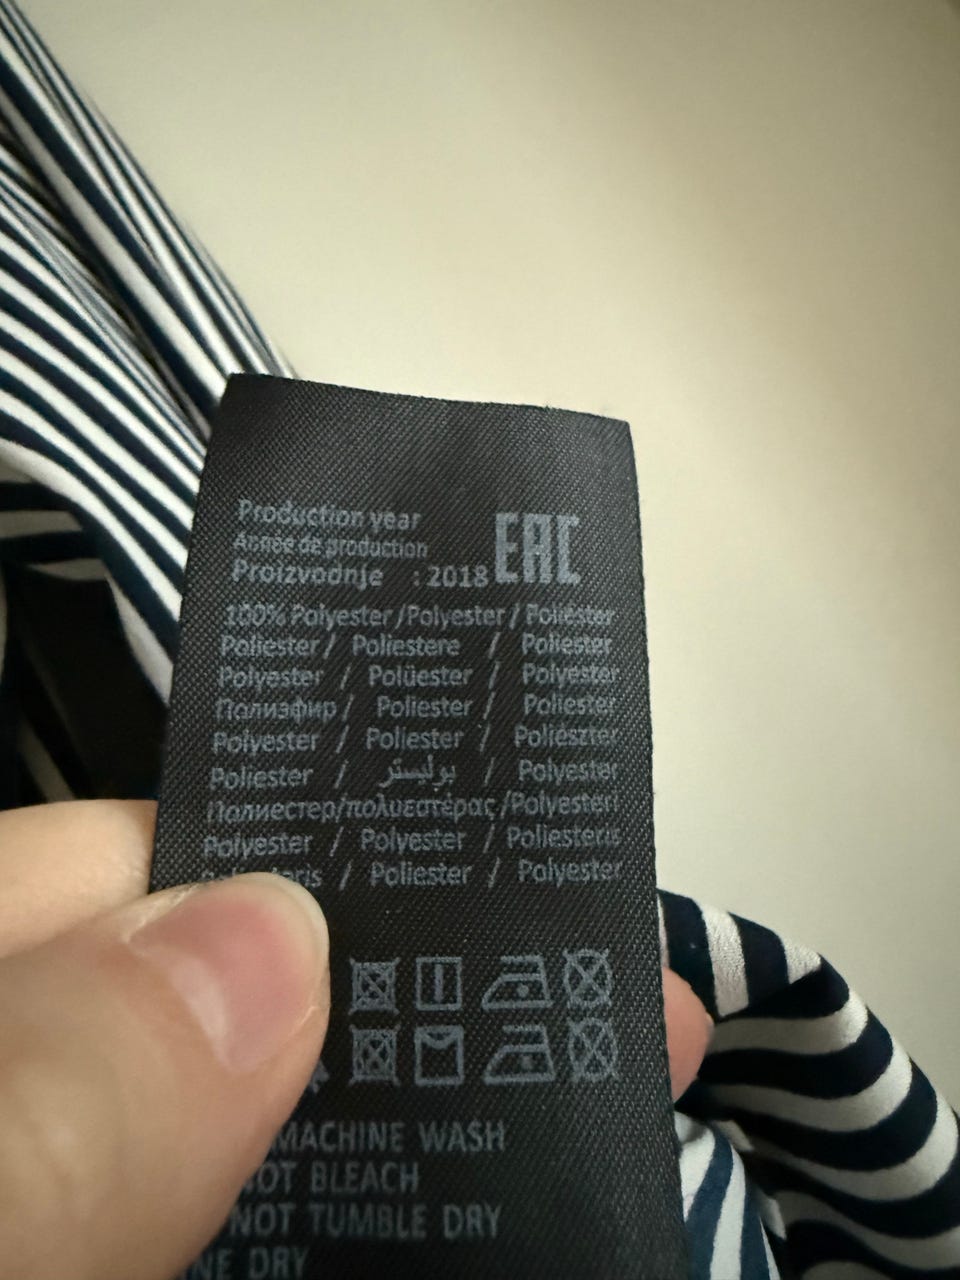 Production year
Année de production
Proizvodnje : 2018 EAC
100% Polyester / Polyester / Poliéster
Poliester / Poliestere / Poliester
Polyester / Polüester / Polyester
Полиэфир / Poliester / Poliester
Polyester / Poliester / Poliészter
Poliester / بوليستر / Polyester
Полиестер/πολυεστέρας /Polyesteri
Polyester / Polyester / Poliesteris
/ Poliester / Polyester
MACHINE WASH
NOT BLEACH
NOT TUMBLE DRY
DRY